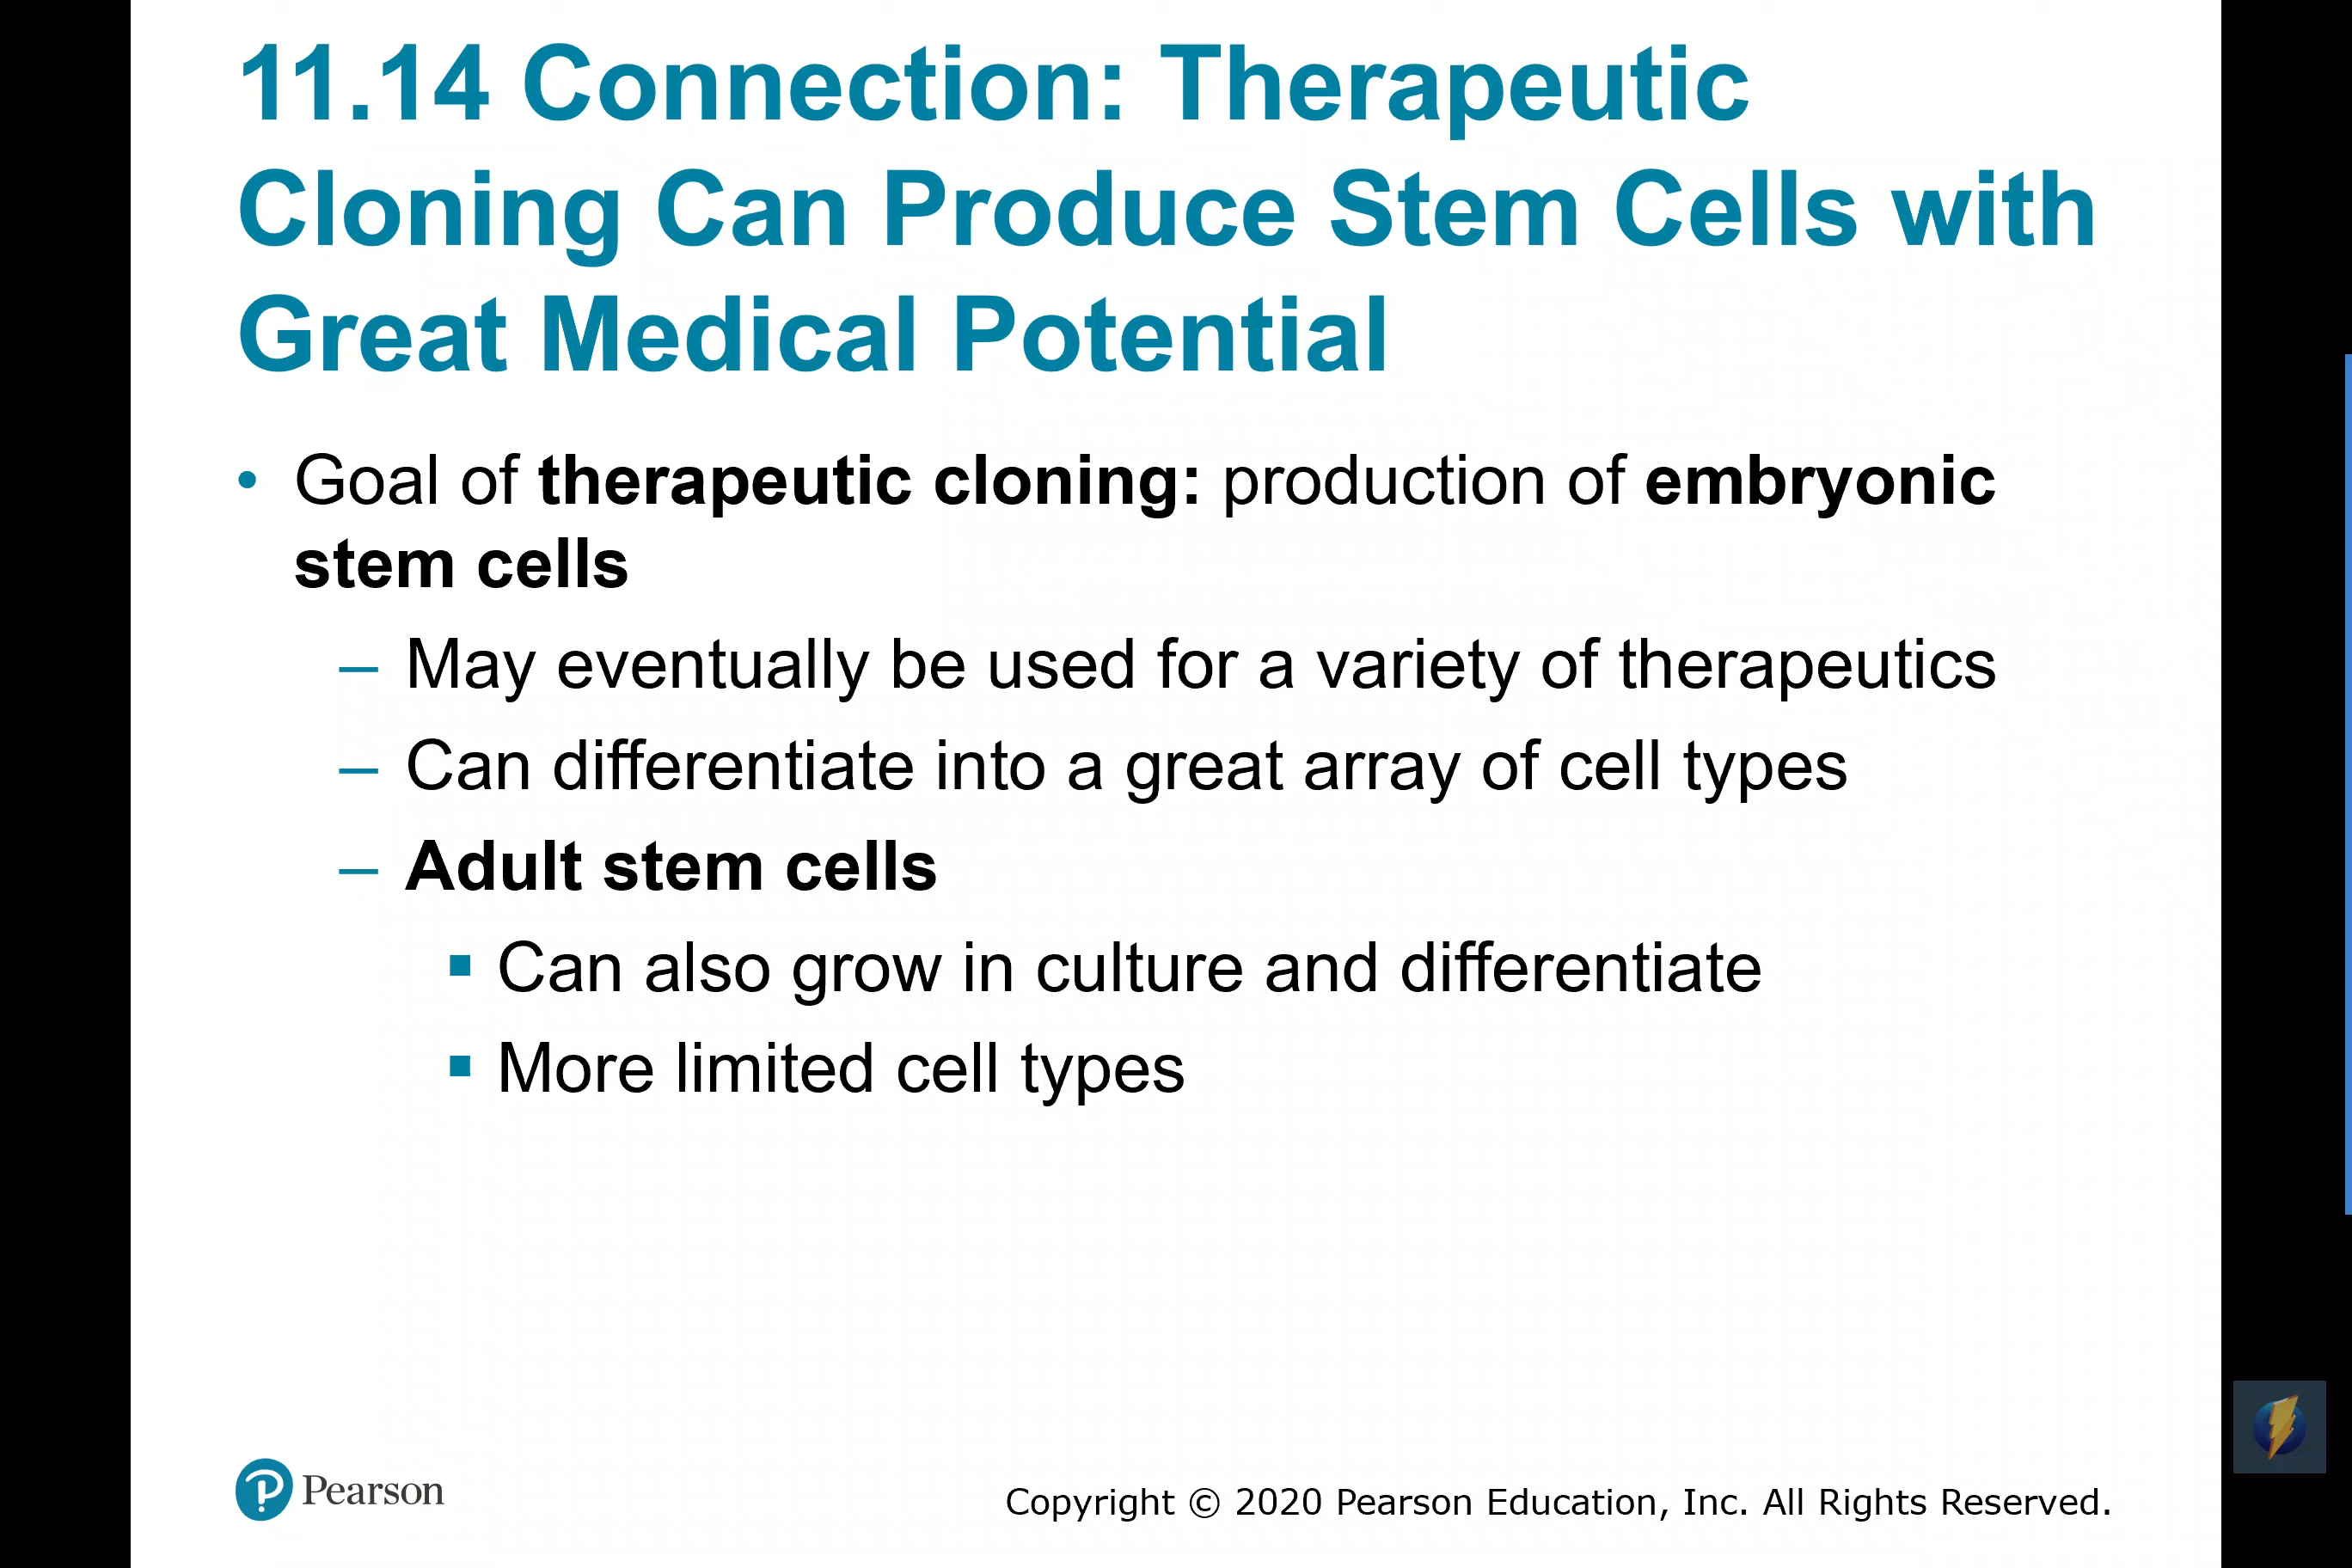 11.14 Connection: Therapeutic
Cloning Can Produce Stem Cells with
Great Medical Potential
• Goal of therapeutic cloning: production of embryonic
stem cells
– May eventually be used for a variety of therapeutics
– Can differentiate into a great array of cell types
– Adult stem cells
▪ Can also grow in culture and differentiate
▪ More limited cell types
Pearson
Copyright © 2020 Pearson Education, Inc. All Rights Reserved.